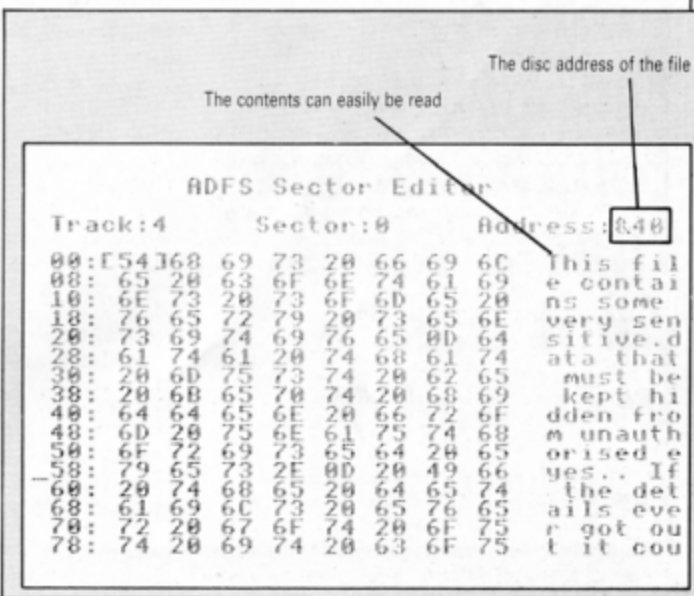 The disc address of the file
The contents can easily be read
ADFS Sector Editor
Track:4 Sector:0 Address:&40
00:[54]68 69 73 20 66 69 6C This fil
08: 65 20 63 6F 6E 74 61 69 e contai
10: 6E 73 20 73 6F 6D 65 20 ns some
18: 76 65 72 79 20 73 65 6E very sen
20: 73 69 74 69 76 65 0D 64 sitive.d
28: 61 74 61 20 74 68 61 74 ata that
30: 20 6D 75 73 74 20 62 65 must be
38: 20 6B 65 70 74 20 68 69 kept hi
40: 64 64 65 6E 20 66 72 6F dden fro
48: 6D 20 75 6E 61 75 74 68 m unauth
50: 6F 72 69 73 65 64 20 65 orised e
58: 79 65 73 2E 0D 20 49 66 yes.. If
60: 20 74 68 65 20 64 65 74 the det
68: 61 69 6C 73 20 65 76 65 ails eve
70: 72 20 67 6F 74 20 6F 75 r got ou
78: 74 20 69 74 20 63 6F 75 t it cou